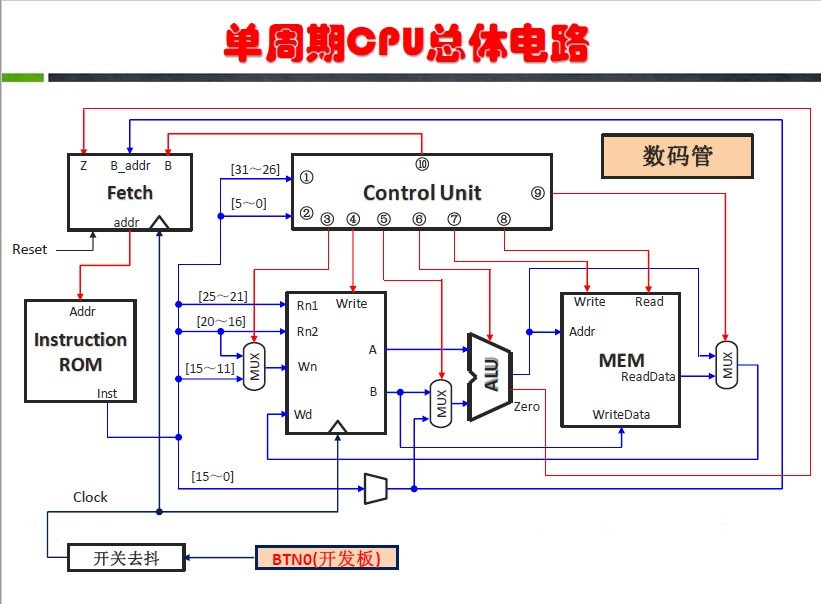 单周期CPU总体电路
数码管
Z
B_addr
B
Fetch
addr
Reset
[31～26]
[5～0]
①
②
③
④
⑤
⑥
⑦
⑧
⑨
⑩
Control Unit
Addr
Instruction
ROM
Inst
[25～21]
[20～16]
[15～11]
MUX
Rn1
Write
Rn2
Wn
Wd
A
B
MUX
ALU
Zero
Write
Read
Addr
MEM
ReadData
WriteData
MUX
[15～0]
Clock
开关去抖
BTN0(开发板)